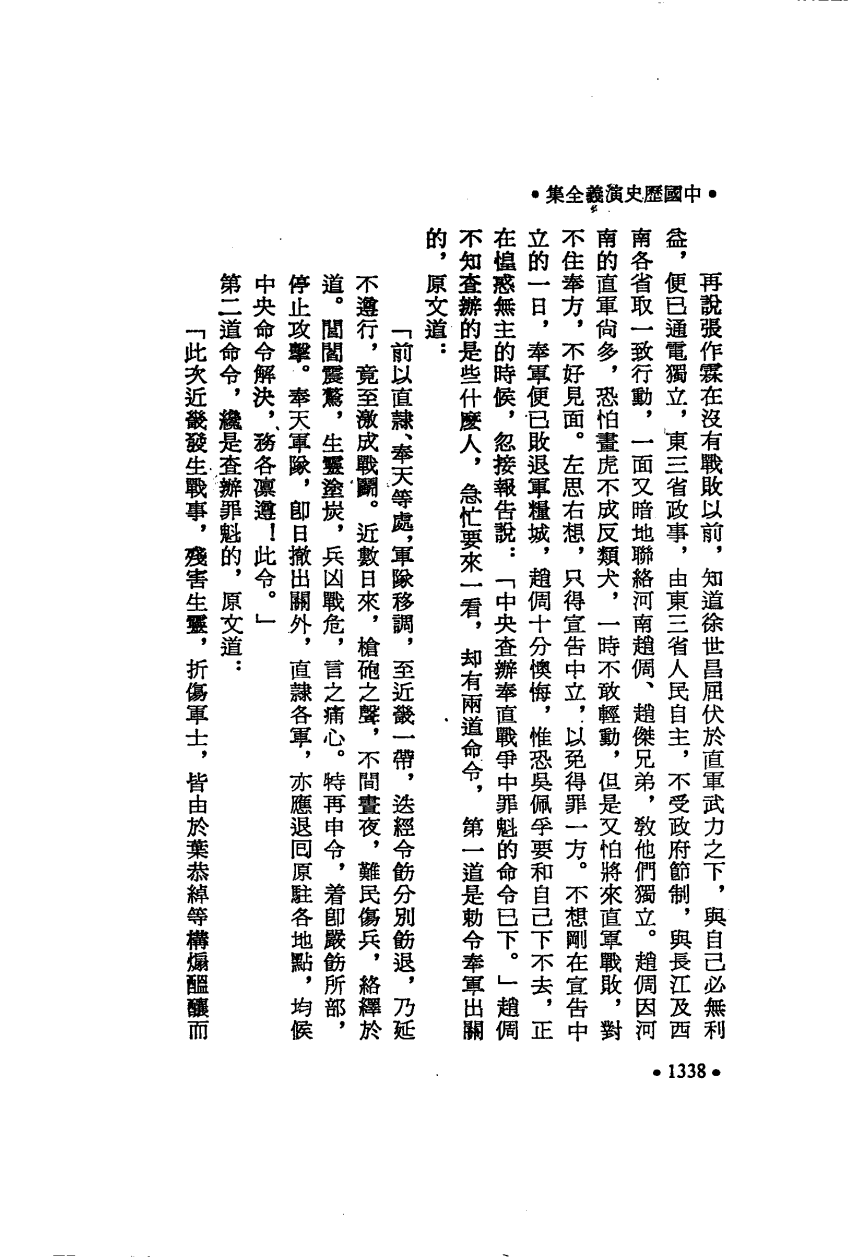 •中國歷史演義全集•
再說張作霖在沒有戰敗以前，知道徐世昌屈伏於直軍武力之下，與自己必無利
益，便已通電獨立，東三省政事，由東三省人民自主，不受政府節制，與長江及西
南各省取一致行動，一面又暗地聯絡河南趙倜、趙傑兄弟，敎他們獨立。趙倜因河
南的直軍尙多，恐怕畫虎不成反類犬，一時不敢輕動，但是又怕將來直軍戰敗，對
不住奉方，不好見面。左思右想，只得宣告中立，以免得罪一方。不想剛在宣告中
立的一日，奉軍便已敗退軍糧城，趙倜十分懊悔，惟恐吳佩孚要和自己下不去，正
在惶惑無主的時候，忽接報告說：「中央查辦奉直戰爭中罪魁的命令已下。」趙倜
不知查辦的是些什麼人，急忙要來一看，却有兩道命令，第一道是勅令奉軍出關
的，原文道：
「前以直隸、奉天等處，軍隊移調，至近畿一帶，迭經令飭分別飭退，乃延
不遵行，竟至激成戰鬭。近數日來，槍砲之聲，不間晝夜，難民傷兵，絡繹於
道。閭閻震驚，生靈塗炭，兵凶戰危，言之痛心。特再申令，着卽嚴飭所部，
停止攻擊。奉天軍隊，卽日撤出關外，直隸各軍，亦應退回原駐各地點，均候
中央命令解決，務各凜遵！此令。」
第二道命令，纔是查辦罪魁的，原文道：
「此次近畿發生戰事，殘害生靈，折傷軍士，皆由於葉恭綽等構煽醞釀而
•1338•